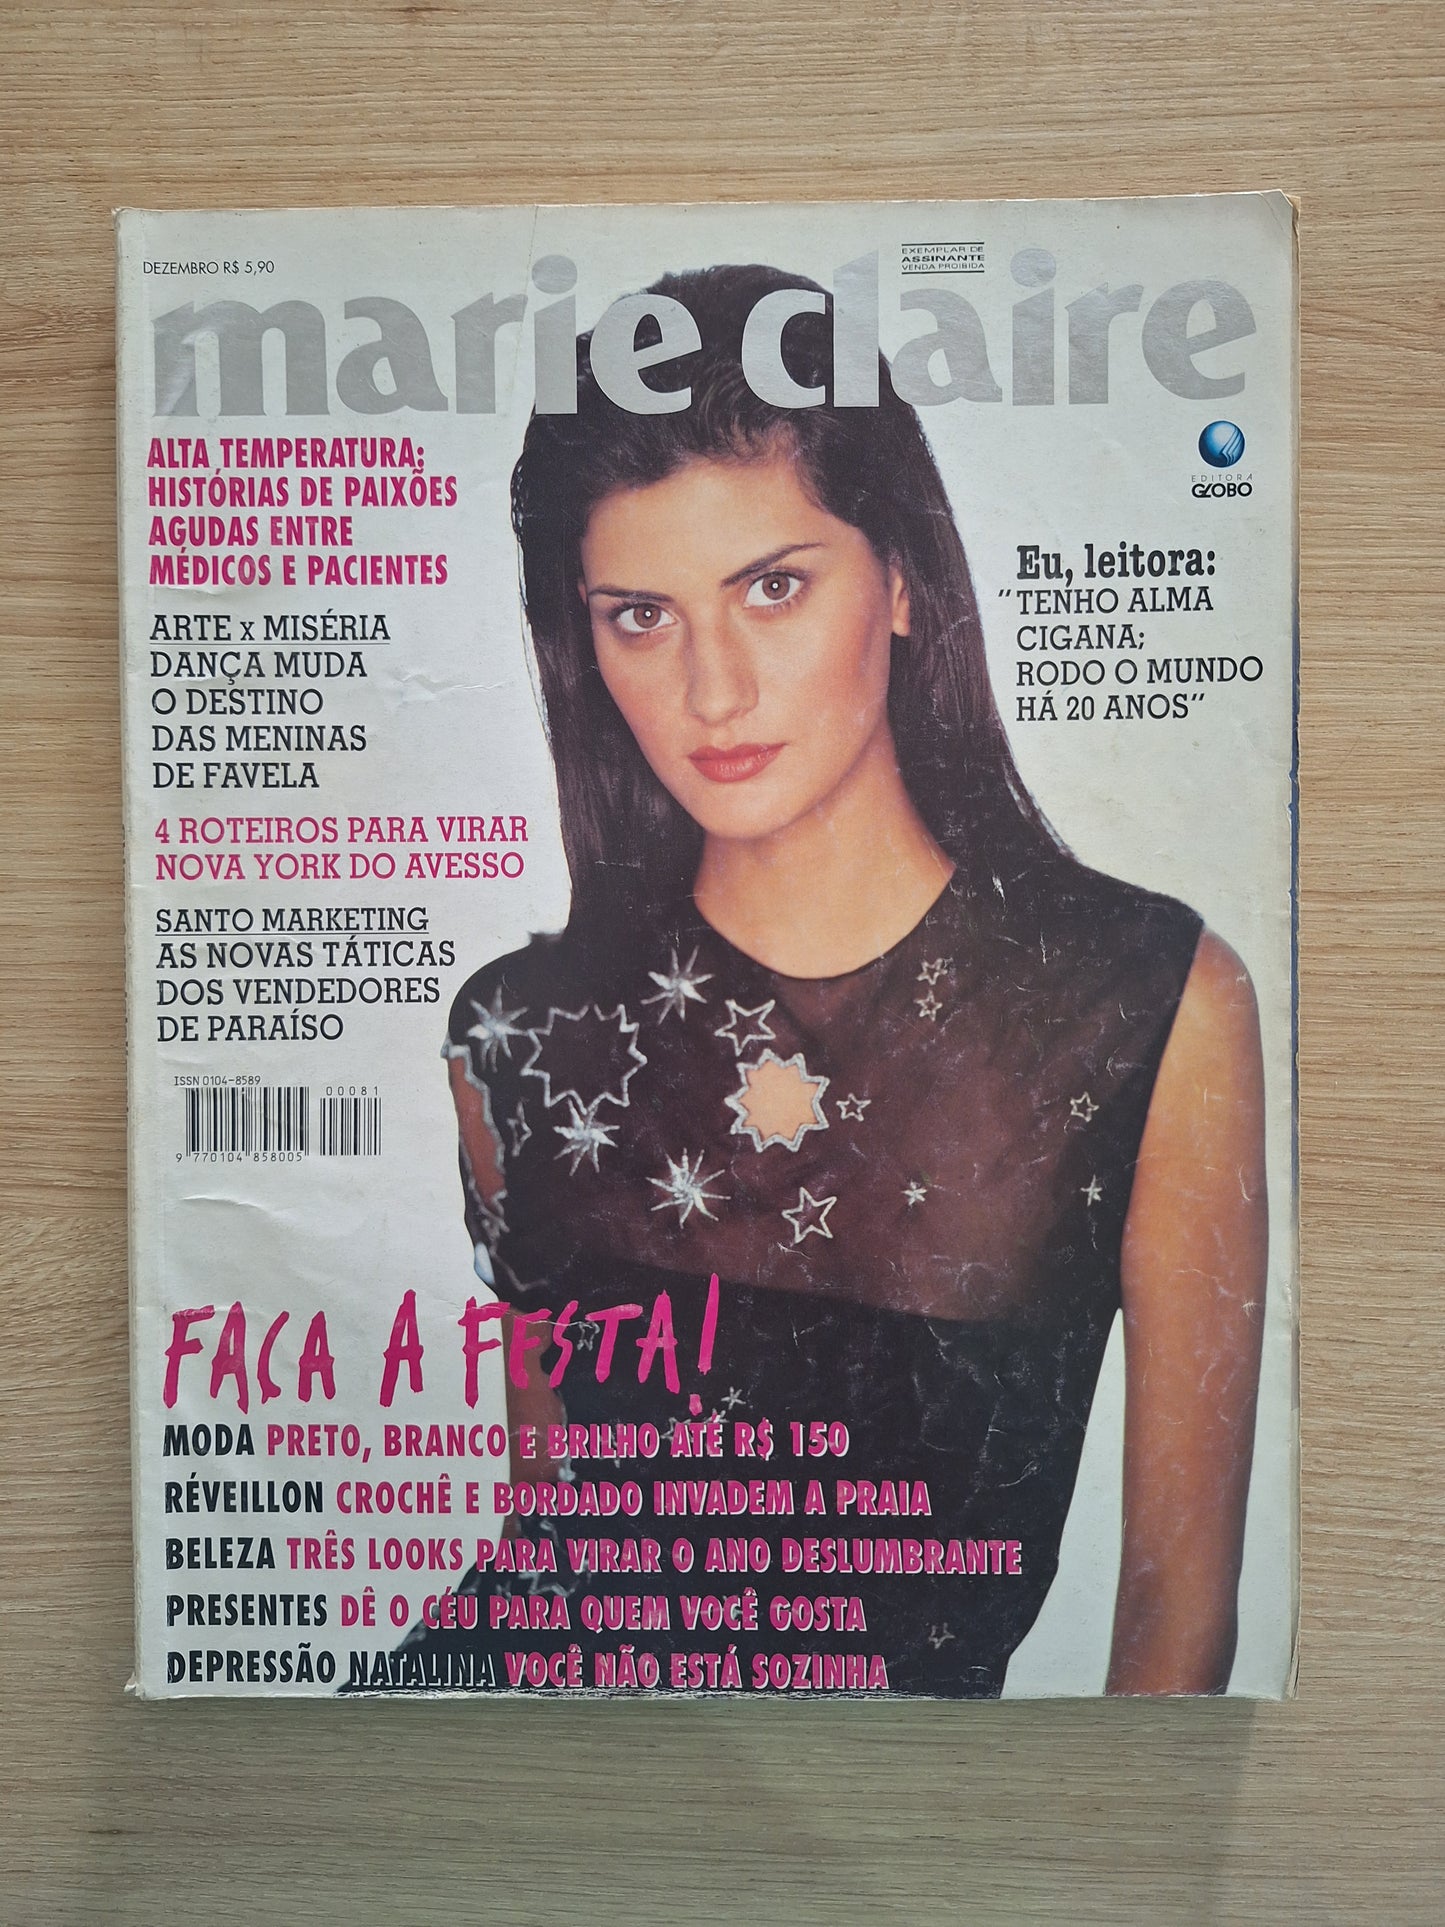 DEZEMBRO R$ 5,90
EXEMPLAR DE
ASSINANTE
VENDA PROIBIDA
marie claire
ALTA TEMPERATURA:
HISTÓRIAS DE PAIXÕES
AGUDAS ENTRE
MÉDICOS E PACIENTES
EDITORA
GLOBO
Eu, leitora:
"TENHO ALMA
CIGANA;
RODO O MUNDO
HÁ 20 ANOS"
ARTE x MISÉRIA
DANÇA MUDA
O DESTINO
DAS MENINAS
DE FAVELA
4 ROTEIROS PARA VIRAR
NOVA YORK DO AVESSO
SANTO MARKETING
AS NOVAS TÁTICAS
DOS VENDEDORES
DE PARAÍSO
ISSN 0104-8589
00081
9 770104 858005
FAÇA A FESTA!
MODA PRETO, BRANCO E BRILHO ATÉ R$ 150
RÉVEILLON CROCHÊ E BORDADO INVADEM A PRAIA
BELEZA TRÊS LOOKS PARA VIRAR O ANO DESLUMBRANTE
PRESENTES DÊ O CÉU PARA QUEM VOCÊ GOSTA
DEPRESSÃO NATALINA VOCÊ NÃO ESTÁ SOZINHA